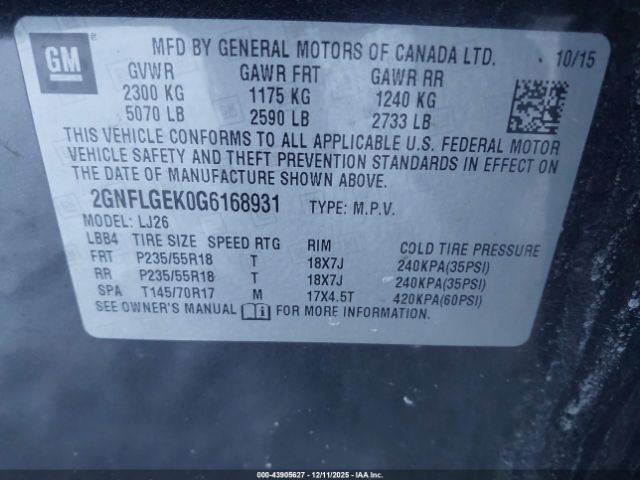 GM
MFD BY GENERAL MOTORS OF CANADA LTD. 10/15
GVWR GAWR FRT GAWR RR
2300 KG 1175 KG 1240 KG
5070 LB 2590 LB 2733 LB
THIS VEHICLE CONFORMS TO ALL APPLICABLE U.S. FEDERAL MOTOR
VEHICLE SAFETY AND THEFT PREVENTION STANDARDS IN EFFECT ON
THE DATE OF MANUFACTURE SHOWN ABOVE.
2GNFLGEK0G6168931 TYPE: M.P.V.
MODEL: LJ26
LBB4 TIRE SIZE SPEED RTG RIM COLD TIRE PRESSURE
FRT P235/55R18 T 18X7J 240KPA(35PSI)
RR P235/55R18 T 18X7J 240KPA(35PSI)
SPA T145/70R17 M 17X4.5T 420KPA(60PSI)
SEE OWNER'S MANUAL FOR MORE INFORMATION.
000-43905627 - 12/11/2025 - IAAI.COM